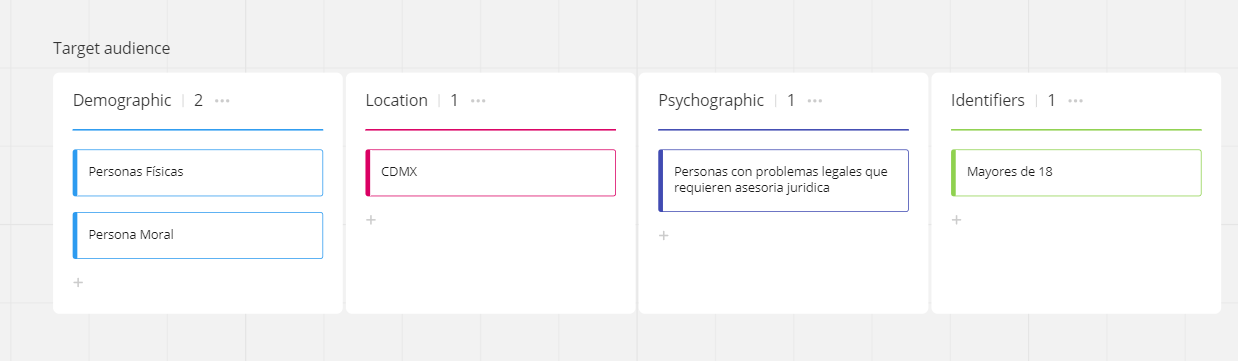 Target audience
Demographic 2 ...
Personas Físicas
Persona Moral
+
Location 1 ...
CDMX
+
Psychographic 1 ...
Personas con problemas legales que
requieren asesoria juridica
+
Identifiers 1 ...
Mayores de 18
+